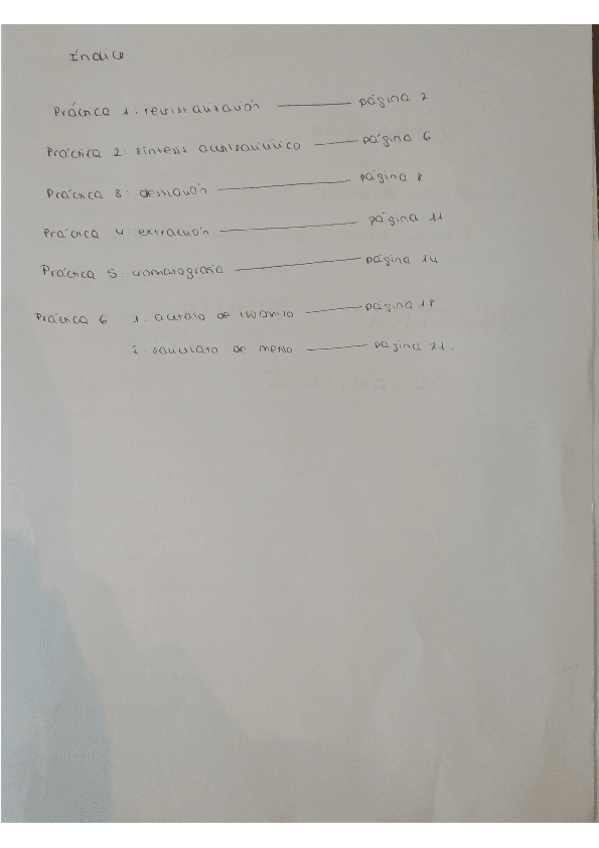 Índice
Práctica 1: recristalización —— página 2
Práctica 2: síntesis acetilsalicílico —— página 6
Práctica 3: destilación —— página 8
Práctica 4: extracción —— página 11
Práctica 5: cromatografía —— página 14
Práctica 6 1. acetato de isoamilo —— página 18
2. salicilato de metilo —— página 21.